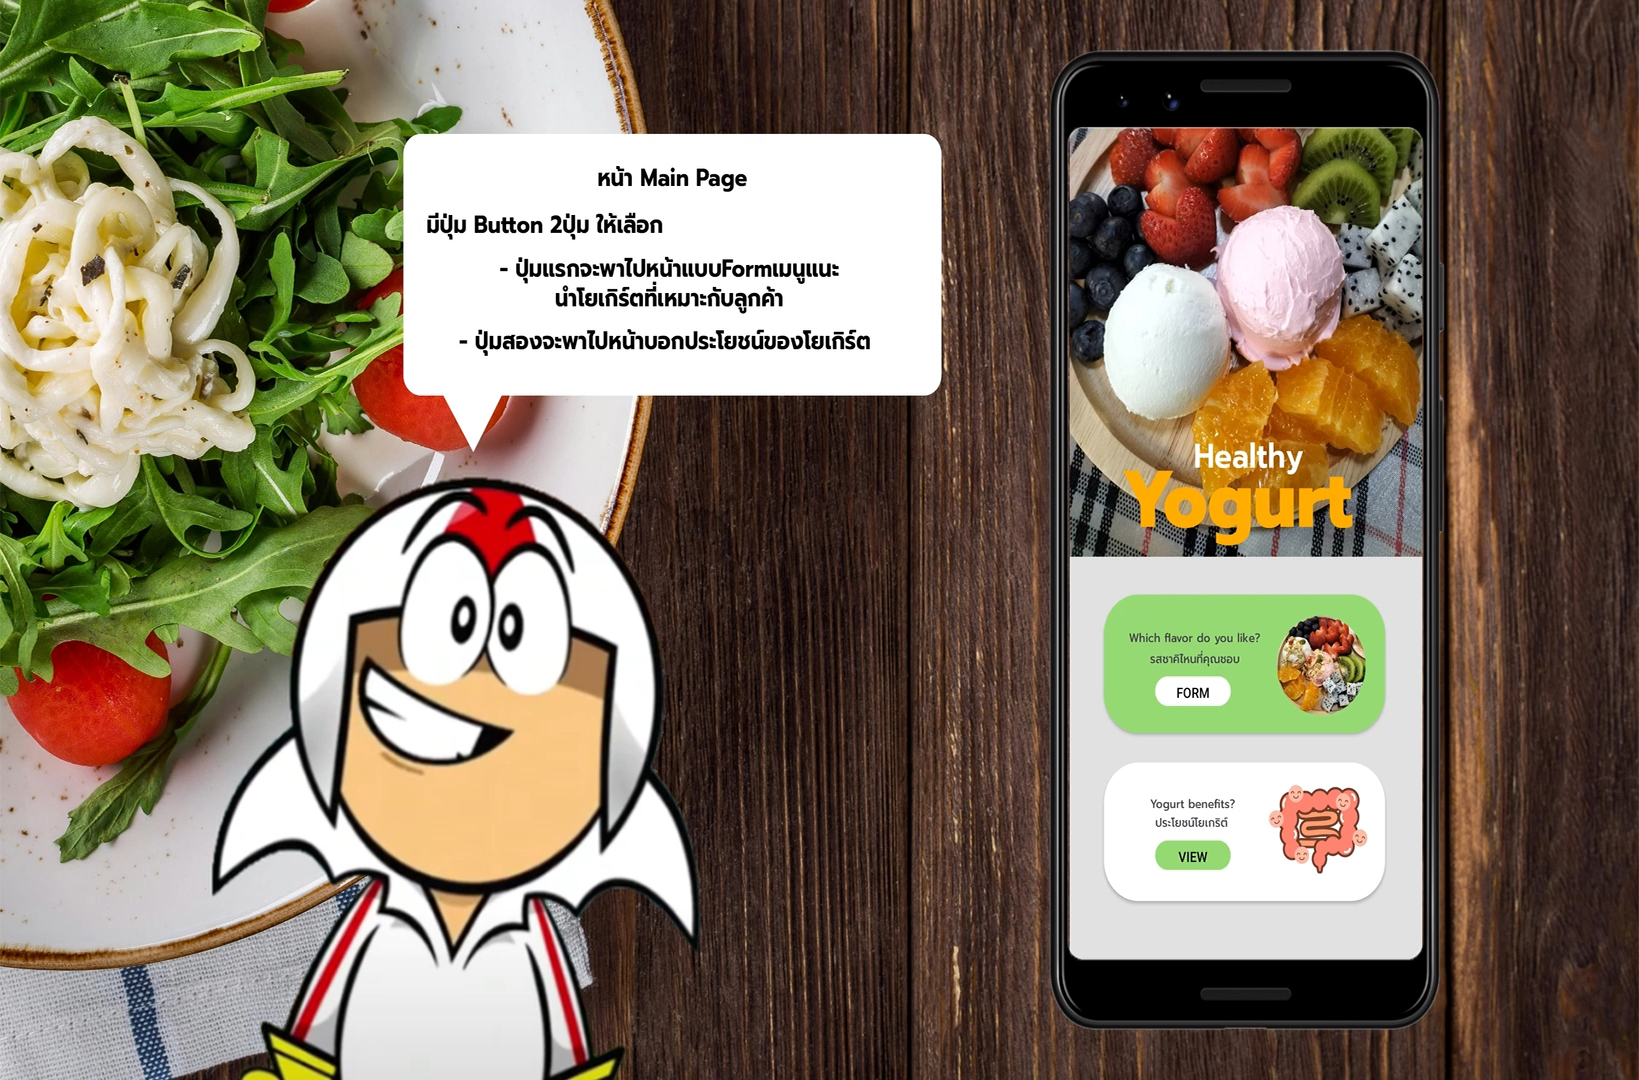 หน้า Main Page
มีปุ่ม Button 2ปุ่ม ให้เลือก
- ปุ่มแรกจะพาไปหน้าแบบFormเมนูแนะ
นำโยเกิร์ตที่เหมาะกับลูกค้า
- ปุ่มสองจะพาไปหน้าบอกประโยชน์ของโยเกิร์ต
Healthy
Yogurt
Which flavor do you like?
รสชาติไหนที่คุณชอบ
FORM
Yogurt benefits?
ประโยชน์โยเกริต์
VIEW